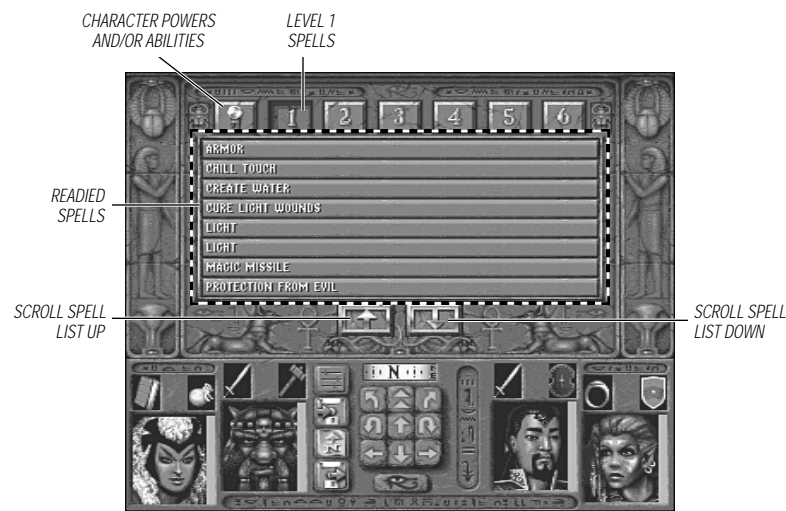 CHARACTER POWERS
AND/OR ABILITIES
LEVEL 1
SPELLS
1 2 3 4 5 6
ARMOR
CHILL TOUCH
CREATE WATER
CURE LIGHT WOUNDS
LIGHT
LIGHT
MAGIC MISSILE
PROTECTION FROM EVIL
READIED
SPELLS
SCROLL SPELL
LIST UP
SCROLL SPELL
LIST DOWN
N